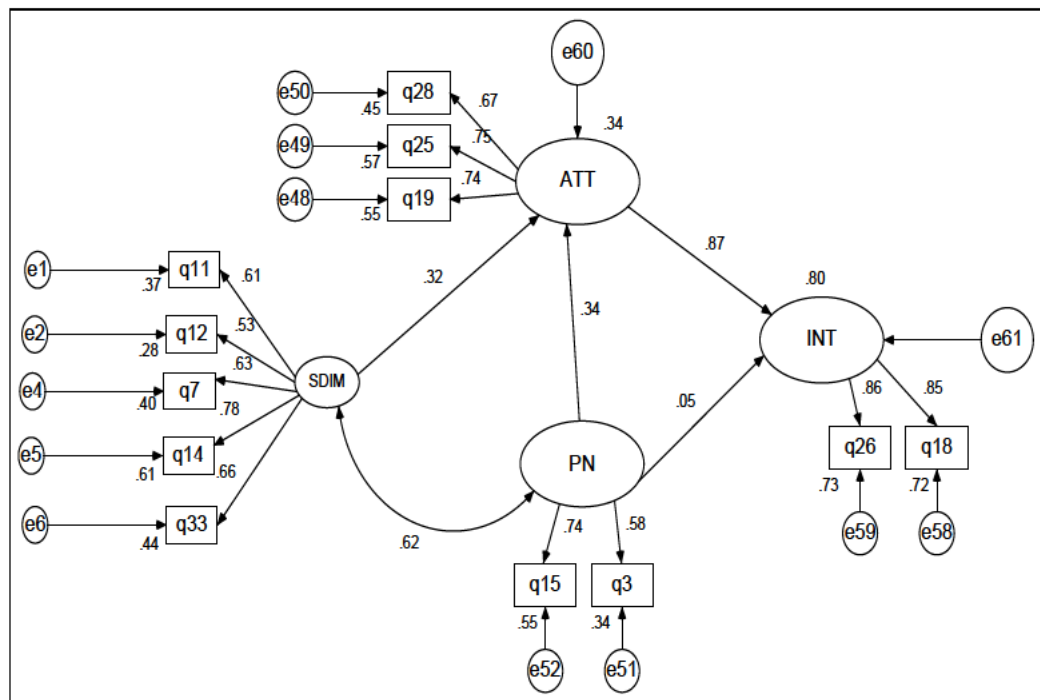 e60
e50
q28
.45
.67
.34
e49
q25
.57
.75
ATT
e48
q19
.55
.74
e1
q11
.37
.61
.32
.87
.80
e2
q12
.28
.53
.34
INT
e61
e4
q7
.40
.63
SDIM
.05
.86
.85
e5
q14
.61
.78
PN
q26
q18
.73
.72
e6
q33
.44
.66
.62
.74
.58
e59
e58
q15
q3
.55
.34
e52
e51